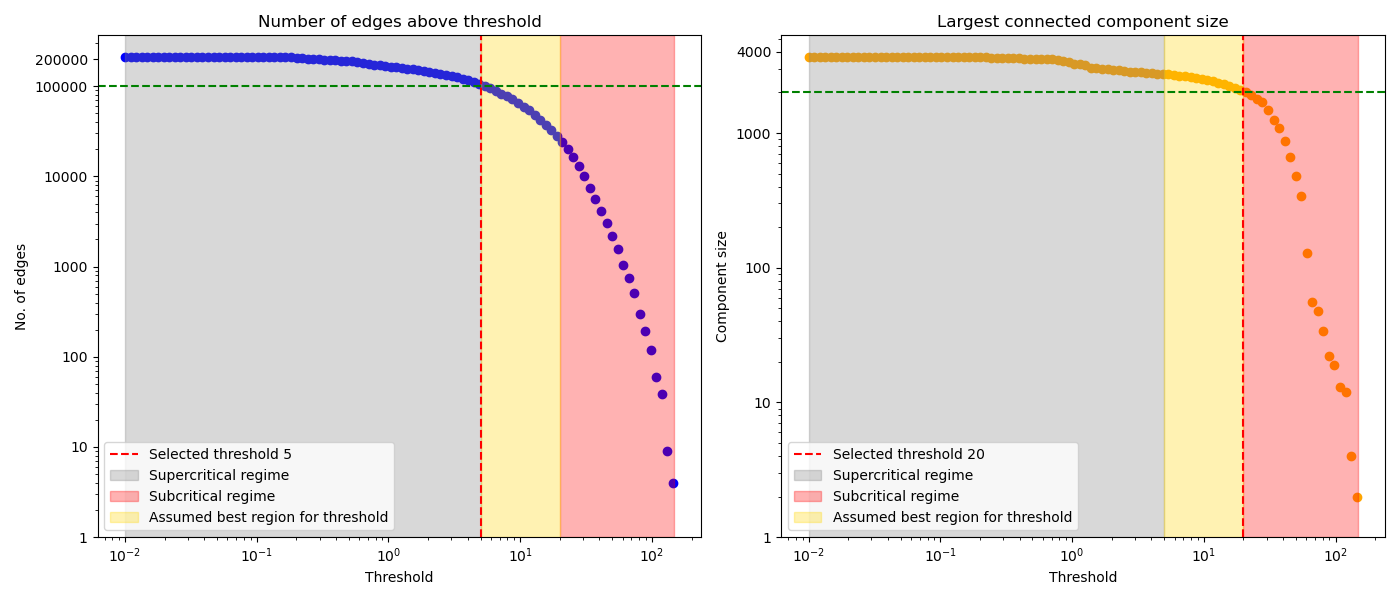 Number of edges above threshold
No. of edges
200000
100000
10000
1000
100
10
1
Selected threshold 5
Supercritical regime
Subcritical regime
Assumed best region for threshold
10⁻² 10⁻¹ 10⁰ 10¹ 10²
Threshold
Largest connected component size
Component size
4000
1000
100
10
1
Selected threshold 20
Supercritical regime
Subcritical regime
Assumed best region for threshold
10⁻² 10⁻¹ 10⁰ 10¹ 10²
Threshold